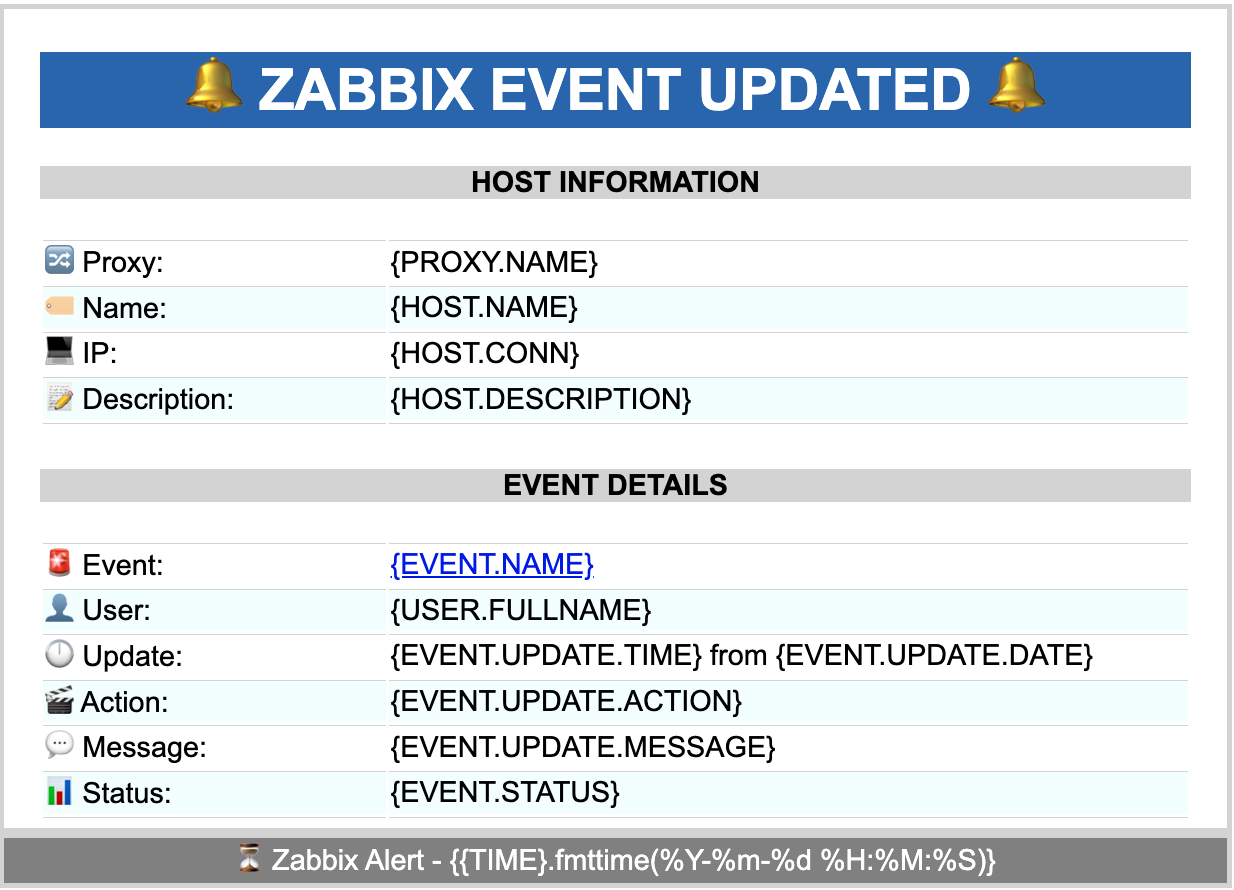 ZABBIX EVENT UPDATED
HOST INFORMATION
Proxy: {PROXY.NAME}
Name: {HOST.NAME}
IP: {HOST.CONN}
Description: {HOST.DESCRIPTION}
EVENT DETAILS
Event: {EVENT.NAME}
User: {USER.FULLNAME}
Update: {EVENT.UPDATE.TIME} from {EVENT.UPDATE.DATE}
Action: {EVENT.UPDATE.ACTION}
Message: {EVENT.UPDATE.MESSAGE}
Status: {EVENT.STATUS}
Zabbix Alert - {{TIME}.fmttime(%Y-%m-%d %H:%M:%S)}